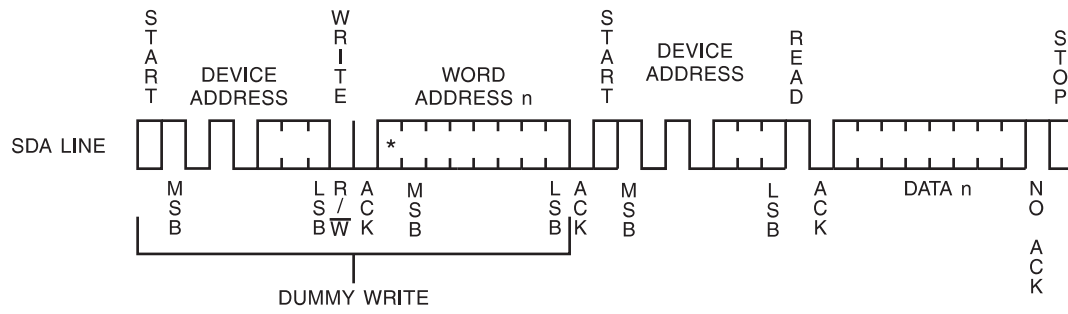 START
WRITE
START
READ
STOP
DEVICE
ADDRESS
WORD
ADDRESS n
DEVICE
ADDRESS
SDA LINE
*
MSB
LSB
R/W
ACK
MSB
LSB
ACK
MSB
LSB
ACK
DATA n
NO ACK
DUMMY WRITE